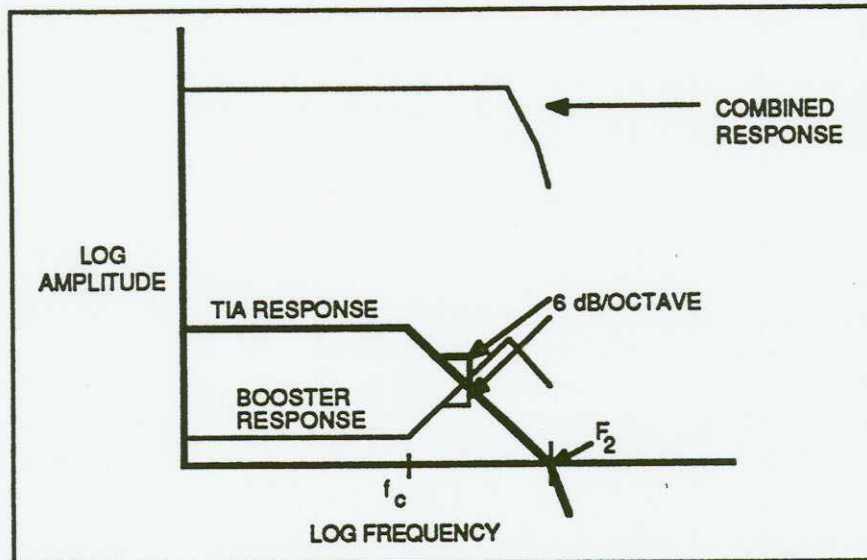 COMBINED
RESPONSE
LOG
AMPLITUDE
TIA RESPONSE
6 dB/OCTAVE
BOOSTER
RESPONSE
F2
fc
LOG FREQUENCY